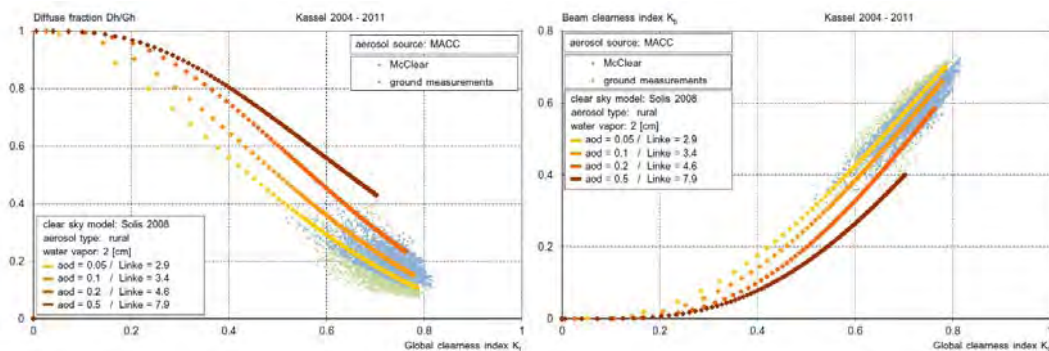 Diffuse fraction Dh/Gh
Kassel 2004 - 2011
aerosol source: MACC
McClear
ground measurements
clear sky model: Solis 2008
aerosol type: rural
water vapor: 2 [cm]
aod = 0.05 / Linke = 2.9
aod = 0.1 / Linke = 3.4
aod = 0.2 / Linke = 4.6
aod = 0.5 / Linke = 7.9
1
0.8
0.6
0.4
0.2
0
0 0.2 0.4 0.6 0.8 1
Global clearness index Kt
Beam clearness index Kb
Kassel 2004 - 2011
aerosol source: MACC
McClear
ground measurements
clear sky model: Solis 2008
aerosol type: rural
water vapor: 2 [cm]
aod = 0.05 / Linke = 2.9
aod = 0.1 / Linke = 3.4
aod = 0.2 / Linke = 4.6
aod = 0.5 / Linke = 7.9
0.8
0.6
0.4
0.2
0
0 0.2 0.4 0.6 0.8 1
Global clearness index Kt